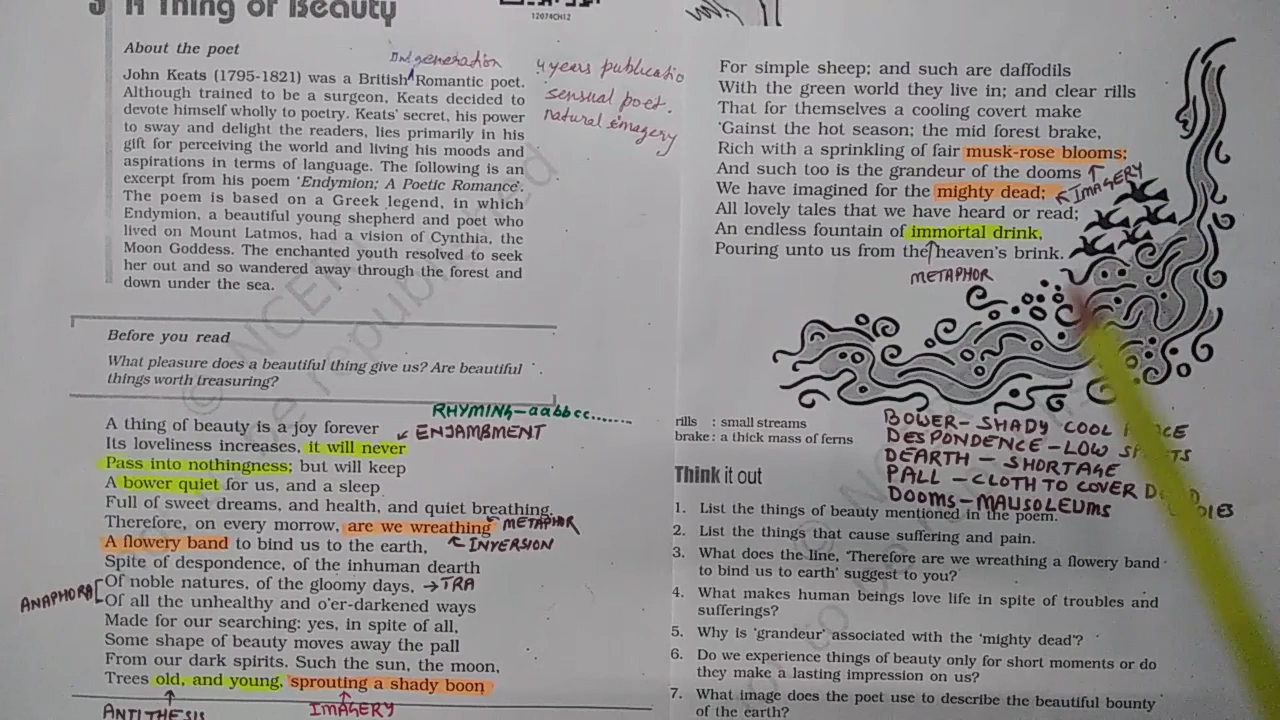 A Thing of Beauty
12074CH12
About the poet
2nd generation
John Keats (1795-1821) was a British Romantic poet.
Although trained to be a surgeon, Keats decided to
devote himself wholly to poetry. Keats' secret, his power
to sway and delight the readers, lies primarily in his
gift for perceiving the world and living his moods and
aspirations in terms of language. The following is an
excerpt from his poem 'Endymion; A Poetic Romance'.
The poem is based on a Greek legend, in which
Endymion, a beautiful young shepherd and poet who
lived on Mount Latmos, had a vision of Cynthia, the
Moon Goddess. The enchanted youth resolved to seek
her out and so wandered away through the forest and
down under the sea.
4 years publicatio
sensual poet.
natural imagery
Before you read
What pleasure does a beautiful thing give us? Are beautiful
things worth treasuring?
RHYMING-aabbcc......
A thing of beauty is a joy forever
Its loveliness increases, it will never ENJAMBMENT
Pass into nothingness; but will keep
A bower quiet for us, and a sleep
Full of sweet dreams, and health, and quiet breathing.
Therefore, on every morrow, are we wreathing METAPHOR
A flowery band to bind us to the earth, INVERSION
Spite of despondence, of the inhuman dearth
Of noble natures, of the gloomy days, → TRA
ANAPHORA
Of all the unhealthy and o'er-darkened ways
Made for our searching: yes, in spite of all,
Some shape of beauty moves away the pall
From our dark spirits. Such the sun, the moon,
Trees old, and young, sprouting a shady boon
ANTITHESIS IMAGERY
For simple sheep; and such are daffodils
With the green world they live in; and clear rills
That for themselves a cooling covert make
'Gainst the hot season; the mid forest brake,
Rich with a sprinkling of fair musk-rose blooms;
And such too is the grandeur of the dooms
We have imagined for the mighty dead; IMAGERY
All lovely tales that we have heard or read;
An endless fountain of immortal drink,
Pouring unto us from the heaven's brink.
METAPHOR
rills : small streams
brake : a thick mass of ferns
BOWER- SHADY COOL
DESPONDENCE - LOW
DEARTH - SHORTAGE
PALL - CLOTH TO COVER
DOOMS - MAUSOLEUMS
Think it out
1. List the things of beauty mentioned in the poem.
2. List the things that cause suffering and pain.
3. What does the line, 'Therefore are we wreathing a flowery band
to bind us to earth' suggest to you?
4. What makes human beings love life in spite of troubles and
sufferings?
5. Why is 'grandeur' associated with the 'mighty dead'?
6. Do we experience things of beauty only for short moments or do
they make a lasting impression on us?
7. What image does the poet use to describe the beautiful bounty
of the earth?